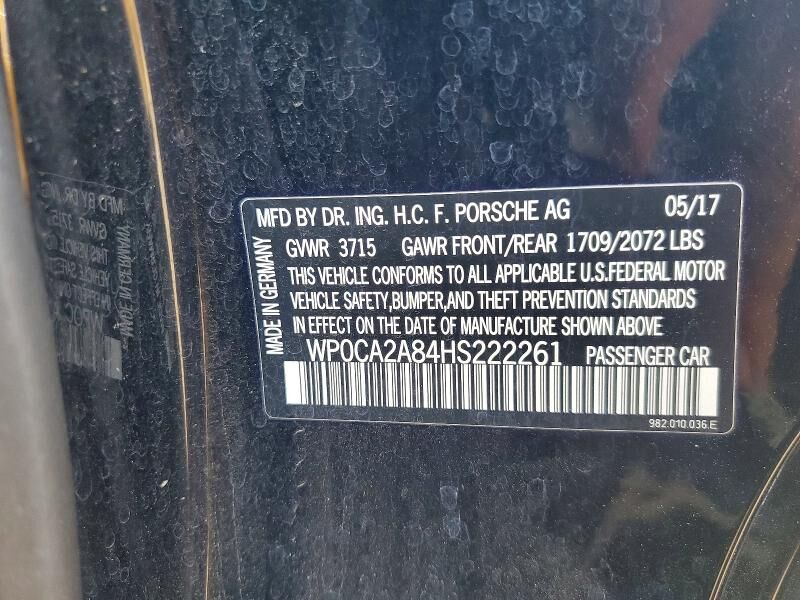 MFD BY DR. ING. H.C. F. PORSCHE AG 05/17
GVWR 3715 GAWR FRONT/REAR 1709/2072 LBS
THIS VEHICLE CONFORMS TO ALL APPLICABLE U.S.FEDERAL MOTOR
VEHICLE SAFETY,BUMPER,AND THEFT PREVENTION STANDARDS
IN EFFECT ON THE DATE OF MANUFACTURE SHOWN ABOVE
WP0CA2A84HS222261 PASSENGER CAR
982.010.036.E
MADE IN GERMANY